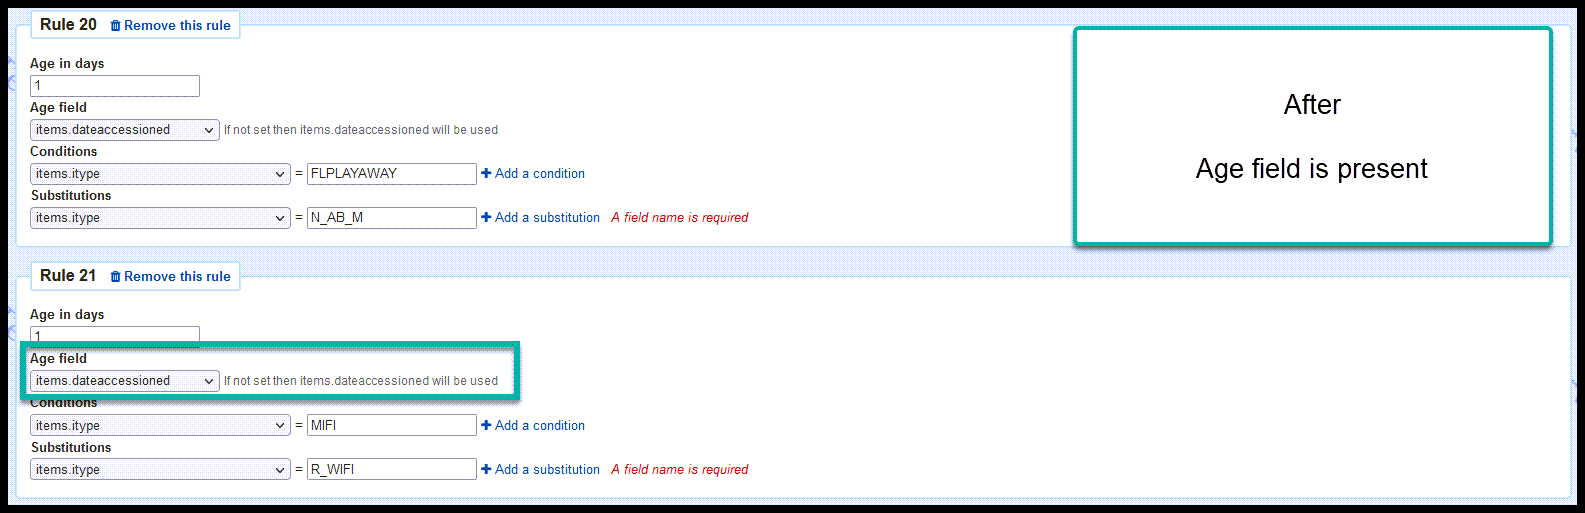 Rule 20 Remove this rule
Age in days
1
Age field
items.dateaccessioned If not set then items.dateaccessioned will be used
Conditions
items.itype = FLPLAYAWAY + Add a condition
Substitutions
items.itype = N_AB_M + Add a substitution A field name is required
After
Age field is present
Rule 21 Remove this rule
Age in days
1
Age field
items.dateaccessioned If not set then items.dateaccessioned will be used
Conditions
items.itype = MIFI + Add a condition
Substitutions
items.itype = R_WIFI + Add a substitution A field name is required